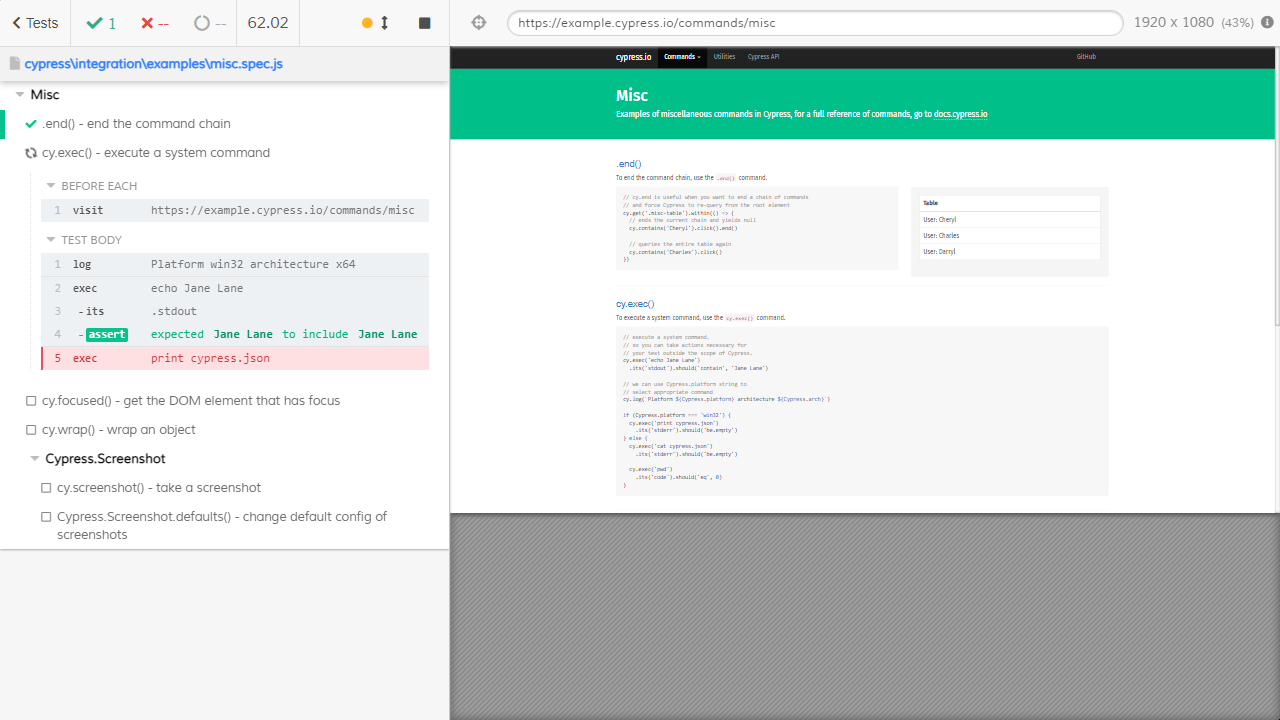 Tests
1
--
--
62.02
https://example.cypress.io/commands/misc
1920 x 1080 (43%)
cypress\integration\examples\misc.spec.js
Misc
.end() - end the command chain
cy.exec() - execute a system command
BEFORE EACH
1 visit https://example.cypress.io/commands/misc
TEST BODY
1 log Platform win32 architecture x64
2 exec echo Jane Lane
3 - its .stdout
4 - assert expected Jane Lane to include Jane Lane
5 exec print cypress.json
cy.focused() - get the DOM element that has focus
cy.wrap() - wrap an object
Cypress.Screenshot
cy.screenshot() - take a screenshot
Cypress.Screenshot.defaults() - change default config of
screenshots
cypress.io Commands Utilities Cypress API GitHub
Misc
Examples of miscellaneous commands in Cypress, for a full reference of commands, go to docs.cypress.io
.end()
To end the command chain, use the .end() command.
// cy.end is useful when you want to end a chain of commands
// and force Cypress to re-query from the root element
cy.get('.misc-table').within(() => {
// ends the current chain and yields null
cy.contains('Cheryl').click().end()
// queries the entire table again
cy.contains('Charles').click()
})
Table
User: Cheryl
User: Charles
User: Darryl
cy.exec()
To execute a system command, use the cy.exec() command.
// execute a system command.
// so you can take actions necessary for
// your test outside the scope of Cypress.
cy.exec('echo Jane Lane')
.its('stdout').should('contain', 'Jane Lane')
// we can use Cypress.platform string to
// select appropriate command
cy.log(`Platform ${Cypress.platform} architecture ${Cypress.arch}`)
if (Cypress.platform === 'win32') {
cy.exec('print cypress.json')
.its('stderr').should('be.empty')
} else {
cy.exec('cat cypress.json')
.its('stderr').should('be.empty')
cy.exec('pwd')
.its('code').should('eq', 0)
}